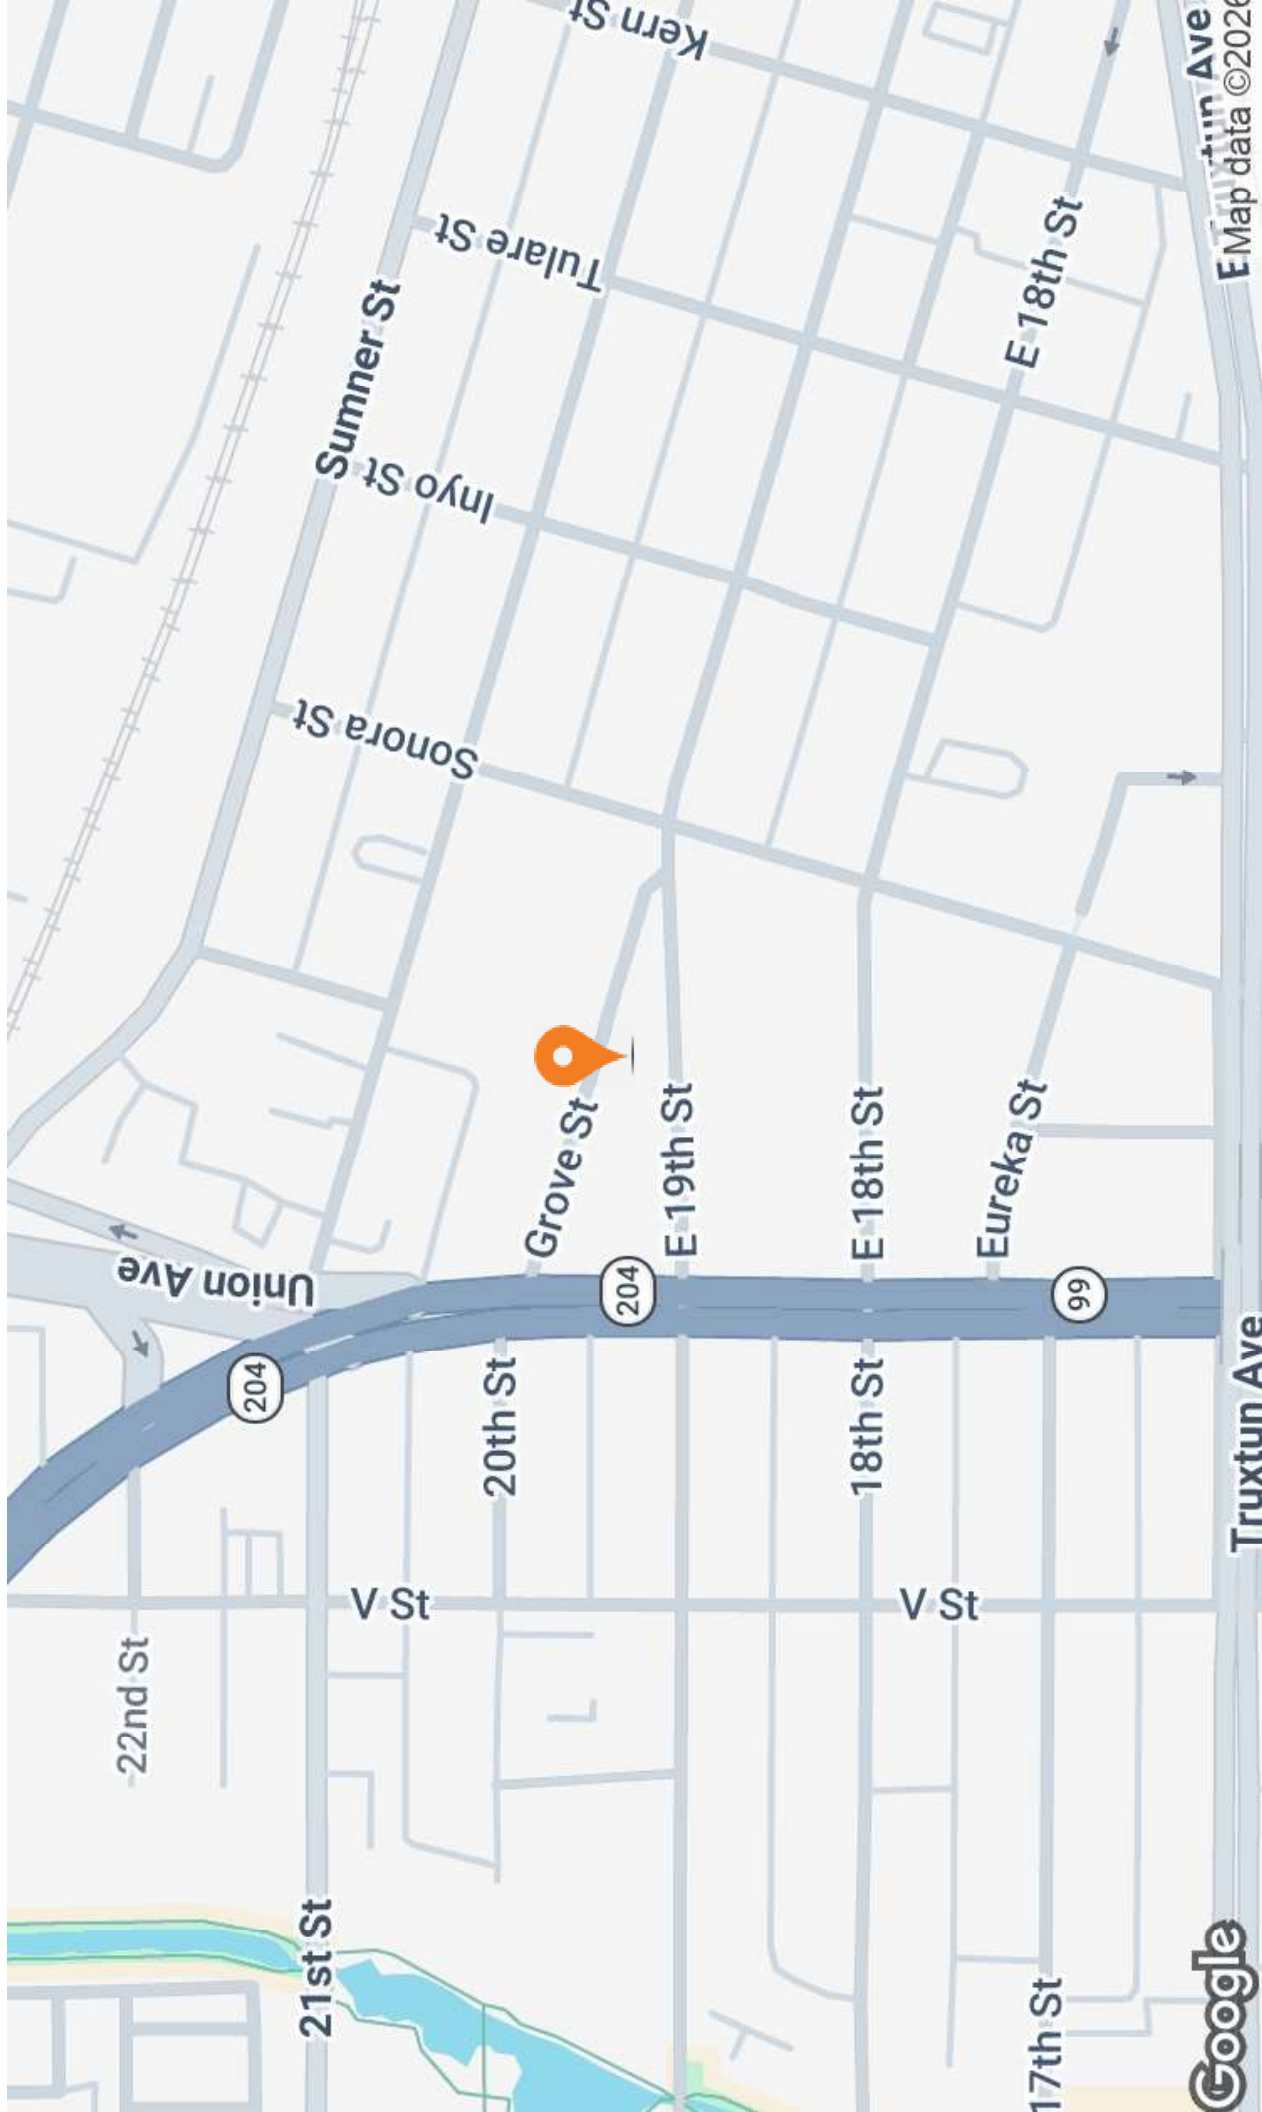 Kern St
Tulare St
Sumner St
Inyo St
Sonora St
E 18th St
E Truxtun Ave
Map data ©2026
Union Ave
Grove St
E 19th St
E 18th St
Eureka St
204
204
99
20th St
18th St
Truxtun Ave
V St
V St
22nd St
21st St
17th St
Google